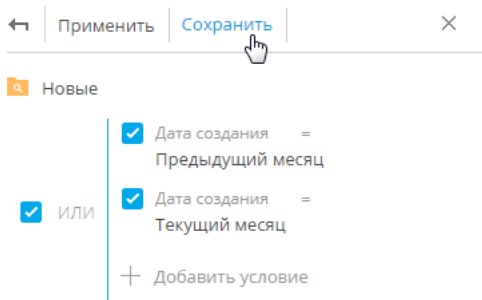 Применить Сохранить
Новые
Дата создания =
Предыдущий месяц
Дата создания =
ИЛИ
Текущий месяц
Добавить условие